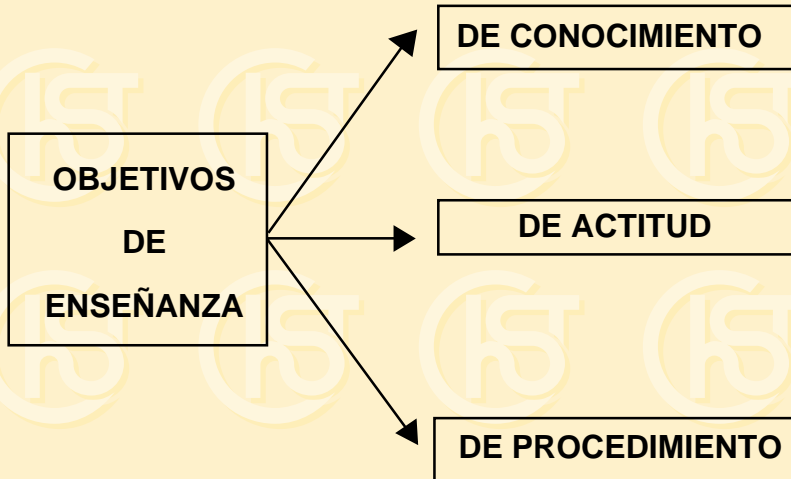 OBJETIVOS
DE
ENSEÑANZA
DE CONOCIMIENTO
DE ACTITUD
DE PROCEDIMIENTO